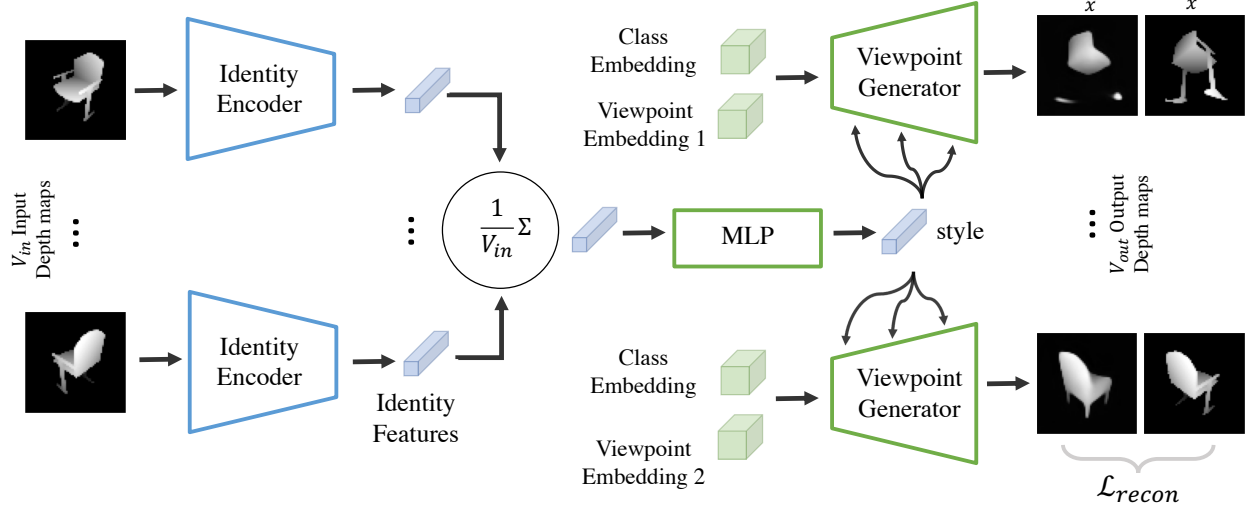 x
x
Class
Embedding
Viewpoint
Embedding 1
Identity
Encoder
Viewpoint
Generator
V_in Input
Depth maps
...
...
1
V_in
Σ
MLP
style
...
V_out Output
Depth maps
Identity
Encoder
Identity
Features
Class
Embedding
Viewpoint
Embedding 2
Viewpoint
Generator
ℒ_recon